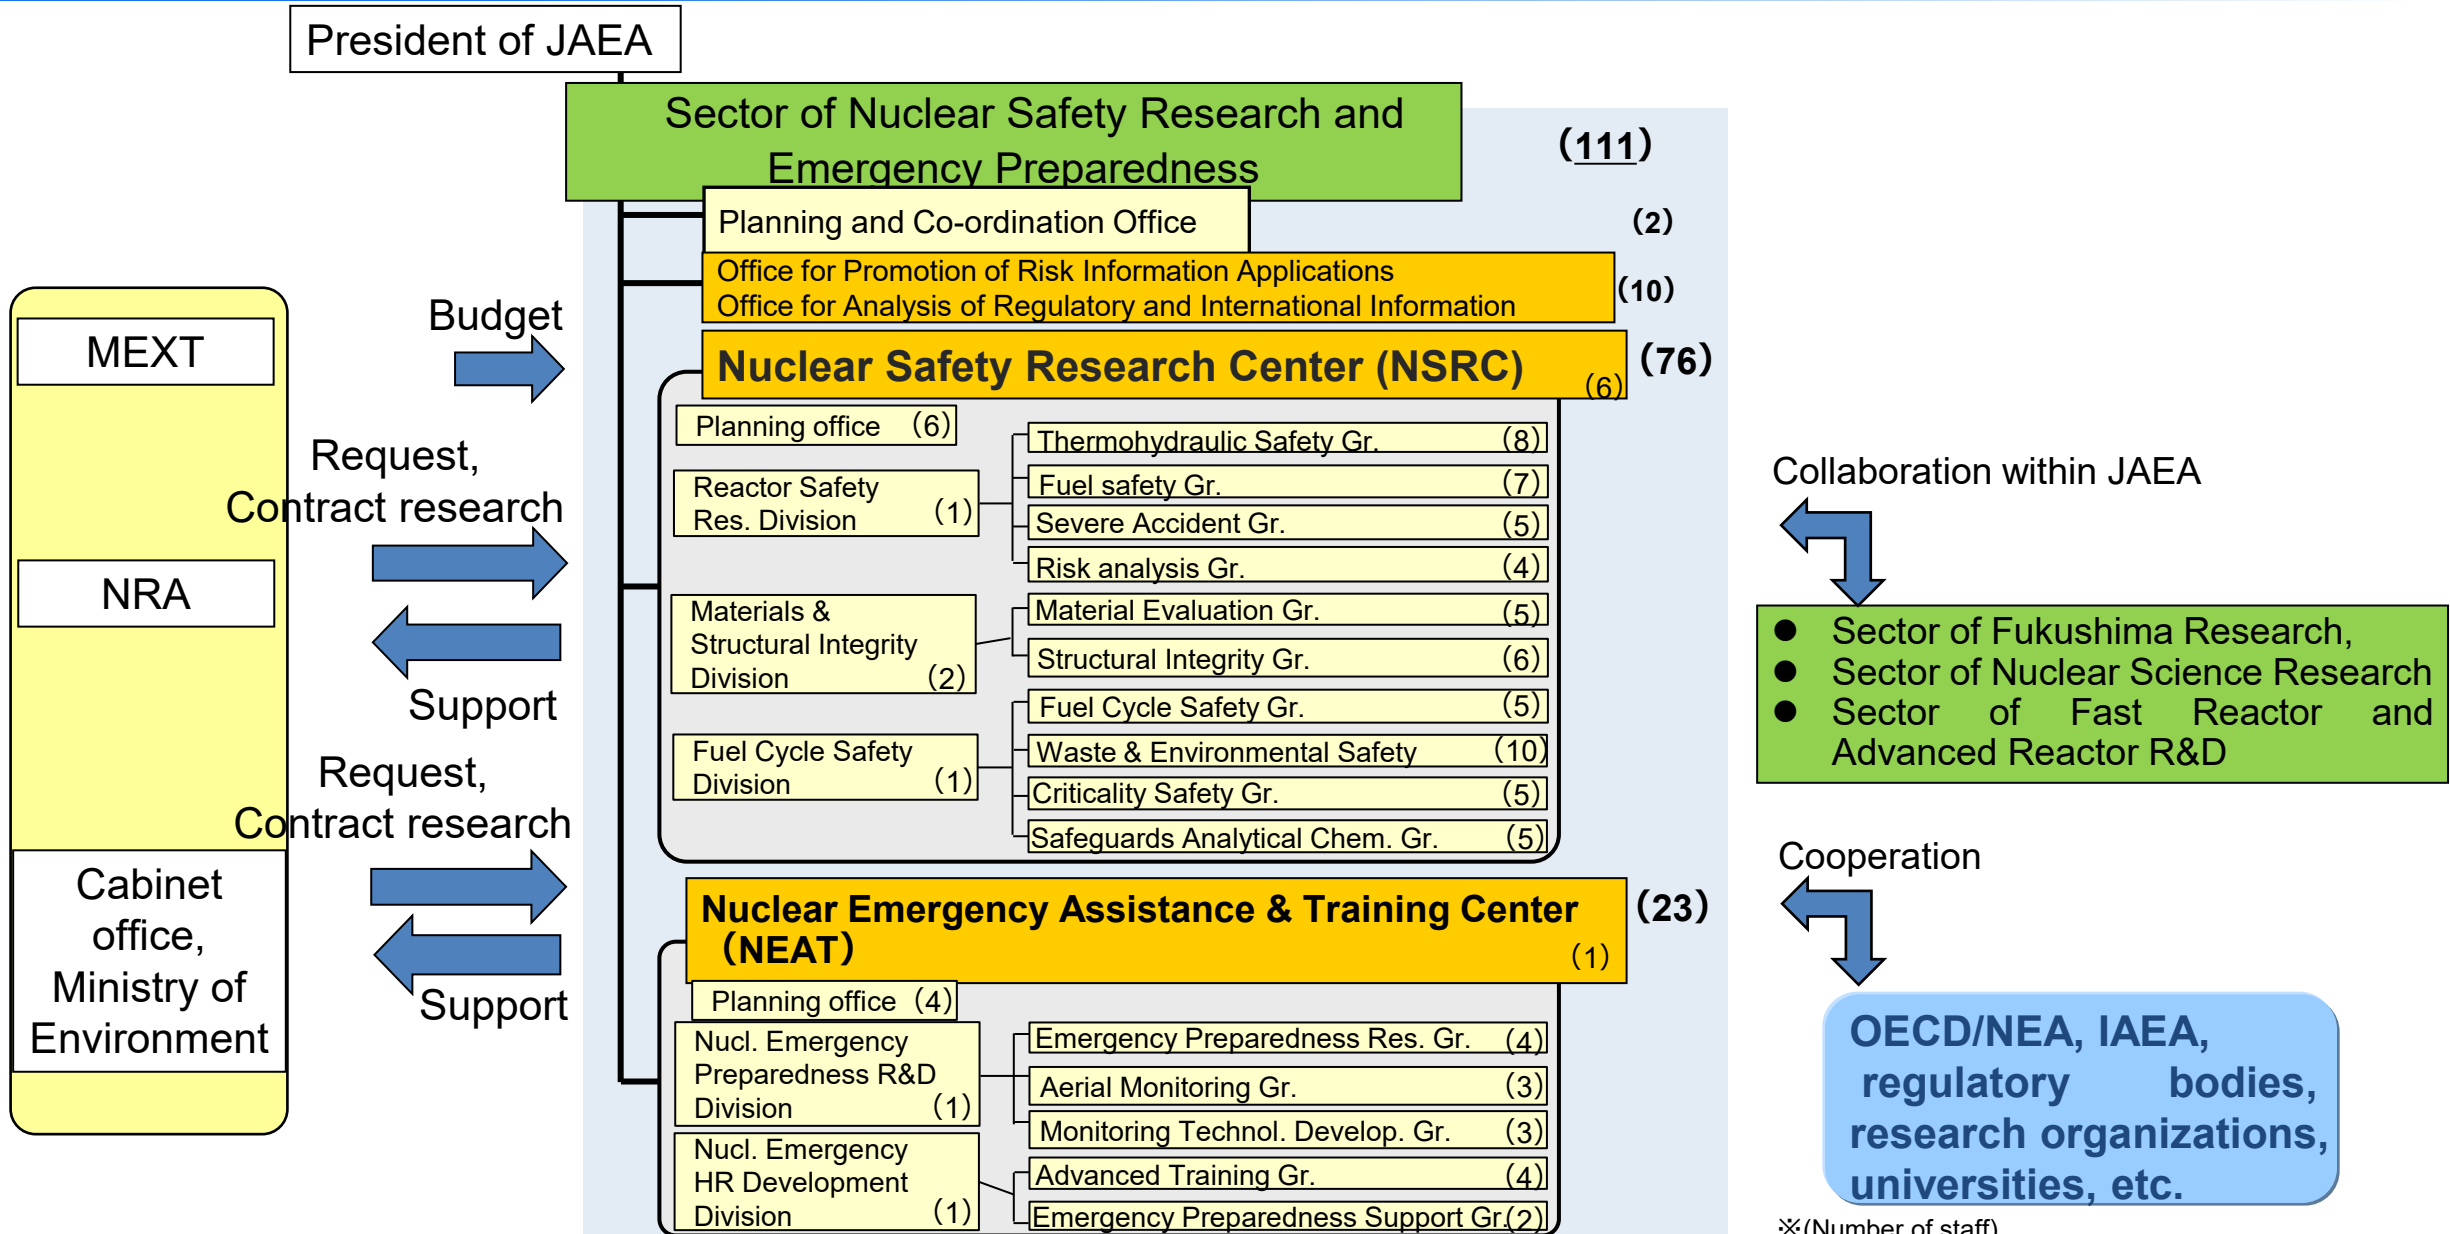 President of JAEA
Sector of Nuclear Safety Research and
Emergency Preparedness
(111)
Planning and Co-ordination Office
(2)
Office for Promotion of Risk Information Applications
Office for Analysis of Regulatory and International Information
(10)
Nuclear Safety Research Center (NSRC)
(6)
(76)
Planning office (6)
Reactor Safety
Res. Division (1)
Thermohydraulic Safety Gr. (8)
Fuel safety Gr. (7)
Severe Accident Gr. (5)
Risk analysis Gr. (4)
Materials &
Structural Integrity
Division (2)
Material Evaluation Gr. (5)
Structural Integrity Gr. (6)
Fuel Cycle Safety
Division (1)
Fuel Cycle Safety Gr. (5)
Waste & Environmental Safety (10)
Criticality Safety Gr. (5)
Safeguards Analytical Chem. Gr. (5)
Nuclear Emergency Assistance & Training Center
(NEAT)
(1)
(23)
Planning office (4)
Nucl. Emergency
Preparedness R&D
Division (1)
Emergency Preparedness Res. Gr. (4)
Aerial Monitoring Gr. (3)
Monitoring Technol. Develop. Gr. (3)
Nucl. Emergency
HR Development
Division (1)
Advanced Training Gr. (4)
Emergency Preparedness Support Gr.(2)
MEXT
NRA
Cabinet
office,
Ministry of
Environment
Budget
Request,
Contract research
Support
Request,
Contract research
Support
Collaboration within JAEA
● Sector of Fukushima Research,
● Sector of Nuclear Science Research
● Sector of Fast Reactor and
Advanced Reactor R&D
Cooperation
OECD/NEA, IAEA,
regulatory bodies,
research organizations,
universities, etc.
※(Number of staff)